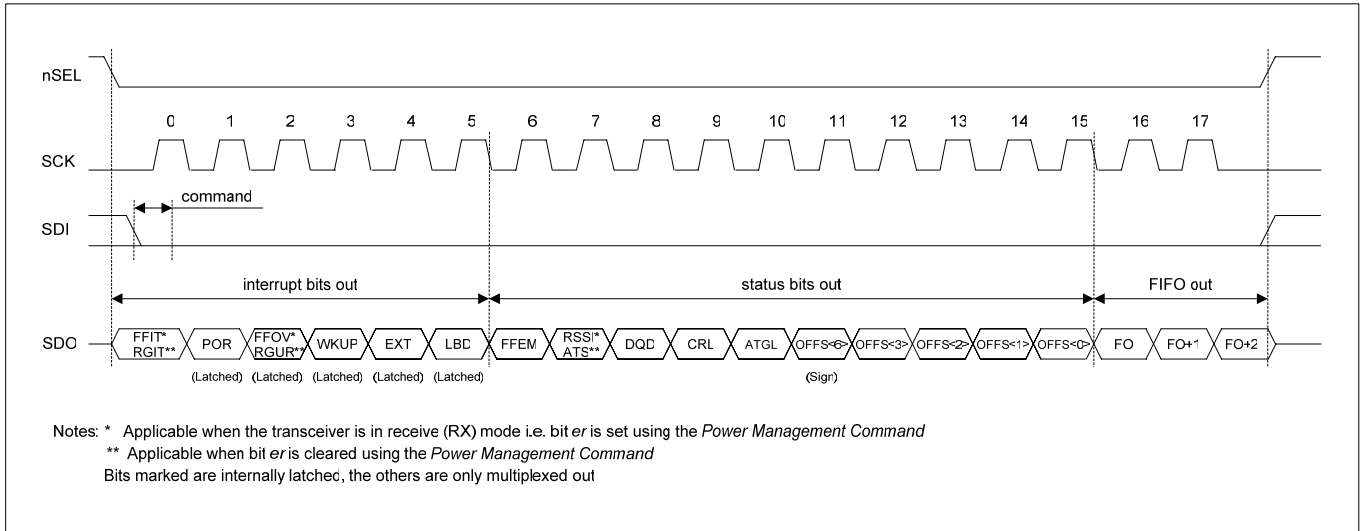 nSEL
0 1 2 3 4 5 6 7 8 9 10 11 12 13 14 15 16 17
SCK
command
SDI
interrupt bits out status bits out FIFO out
SDO
FFIT* RGIT** POR FFOV* RGUR** WKUP EXT LBD FFEM RSSI* ATS** DQD CRL ATGL OFFS<6> OFFS<3> OFFS<2> OFFS<1> OFFS<0> FO FO+1 FO+2
(Latched) (Latched) (Latched) (Latched) (Latched) (Sign)
Notes: * Applicable when the transceiver is in receive (RX) mode i.e. bit er is set using the Power Management Command
** Applicable when bit er is cleared using the Power Management Command
Bits marked are internally latched, the others are only multiplexed out